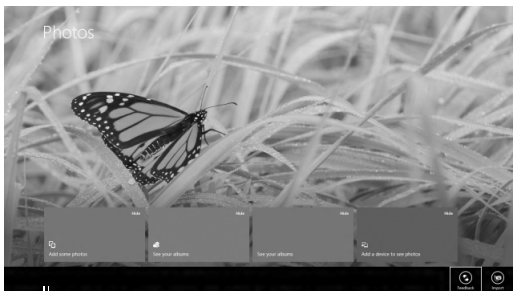 Photos
Hide
Hide
Hide
Hide
Add some photos
See your albums
See your albums
Add a device to see photos
Feedback
Import